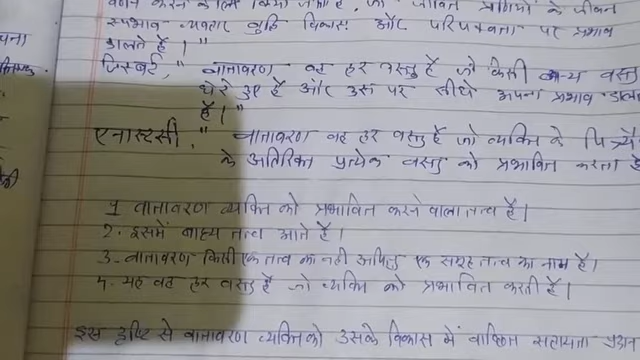 करने के लिए किया जाता है, जो जीवित प्राणियों के जीवन
स्वभाव व्यवहार बुद्धि विकास और परिपक्वता पर प्रभाव
डालते हैं।"
जिस्बर्ट, " वातावरण वह हर वस्तु है जो किसी अन्य वस्तु
घेरे हुए है और उस पर सीधे अपना प्रभाव डाल
है।"
एनास्टसी, " वातावरण वह हर वस्तु है जो व्यक्ति के पित्र्ये
के अतिरिक्त प्रत्येक वस्तु को प्रभावित करता है
1 वातावरण व्यक्ति को प्रभावित करने वाला तत्व है।
2. इसमें बाह्य तत्व आते हैं।
3. वातावरण किसी एक तत्व का नहीं अपितु एक समूह तत्व का नाम है।
4. यह वह हर वस्तु है जो व्यक्ति को प्रभावित करती है।
इस दृष्टि से वातावरण व्यक्ति को उसके विकास में वांछित सहायता प्रदान